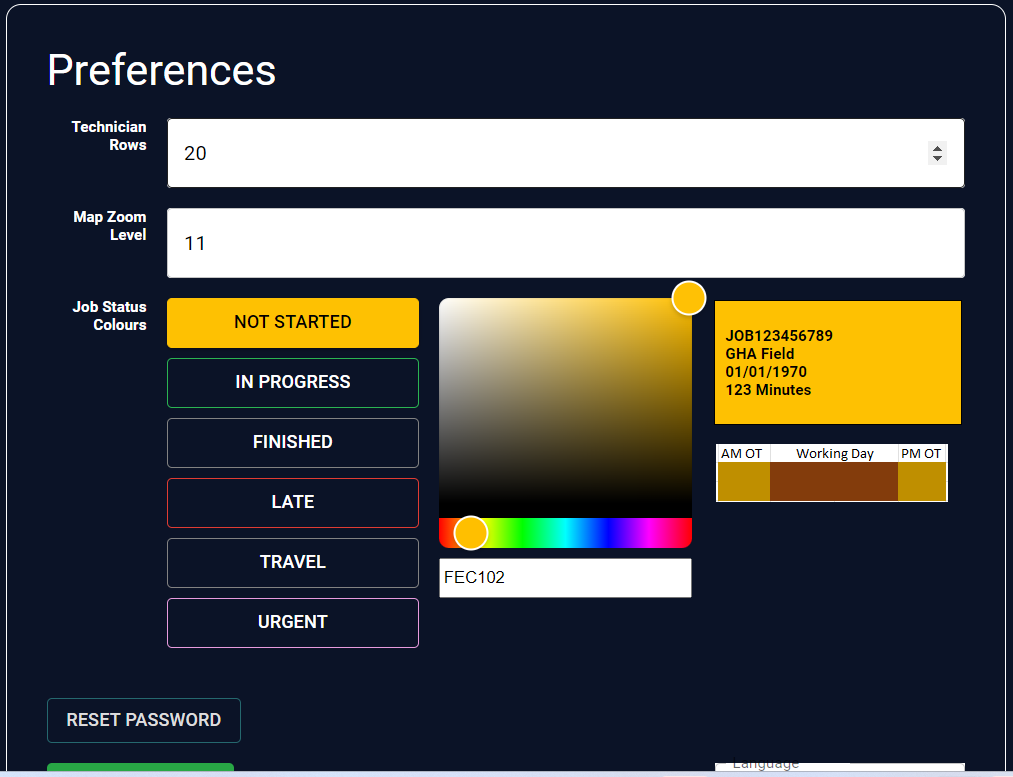 Preferences
Technician
Rows
20
Map Zoom
Level
11
Job Status
Colours
NOT STARTED
IN PROGRESS
FINISHED
LATE
TRAVEL
URGENT
FEC102
JOB123456789
GHA Field
01/01/1970
123 Minutes
AM OT Working Day PM OT
RESET PASSWORD
Language